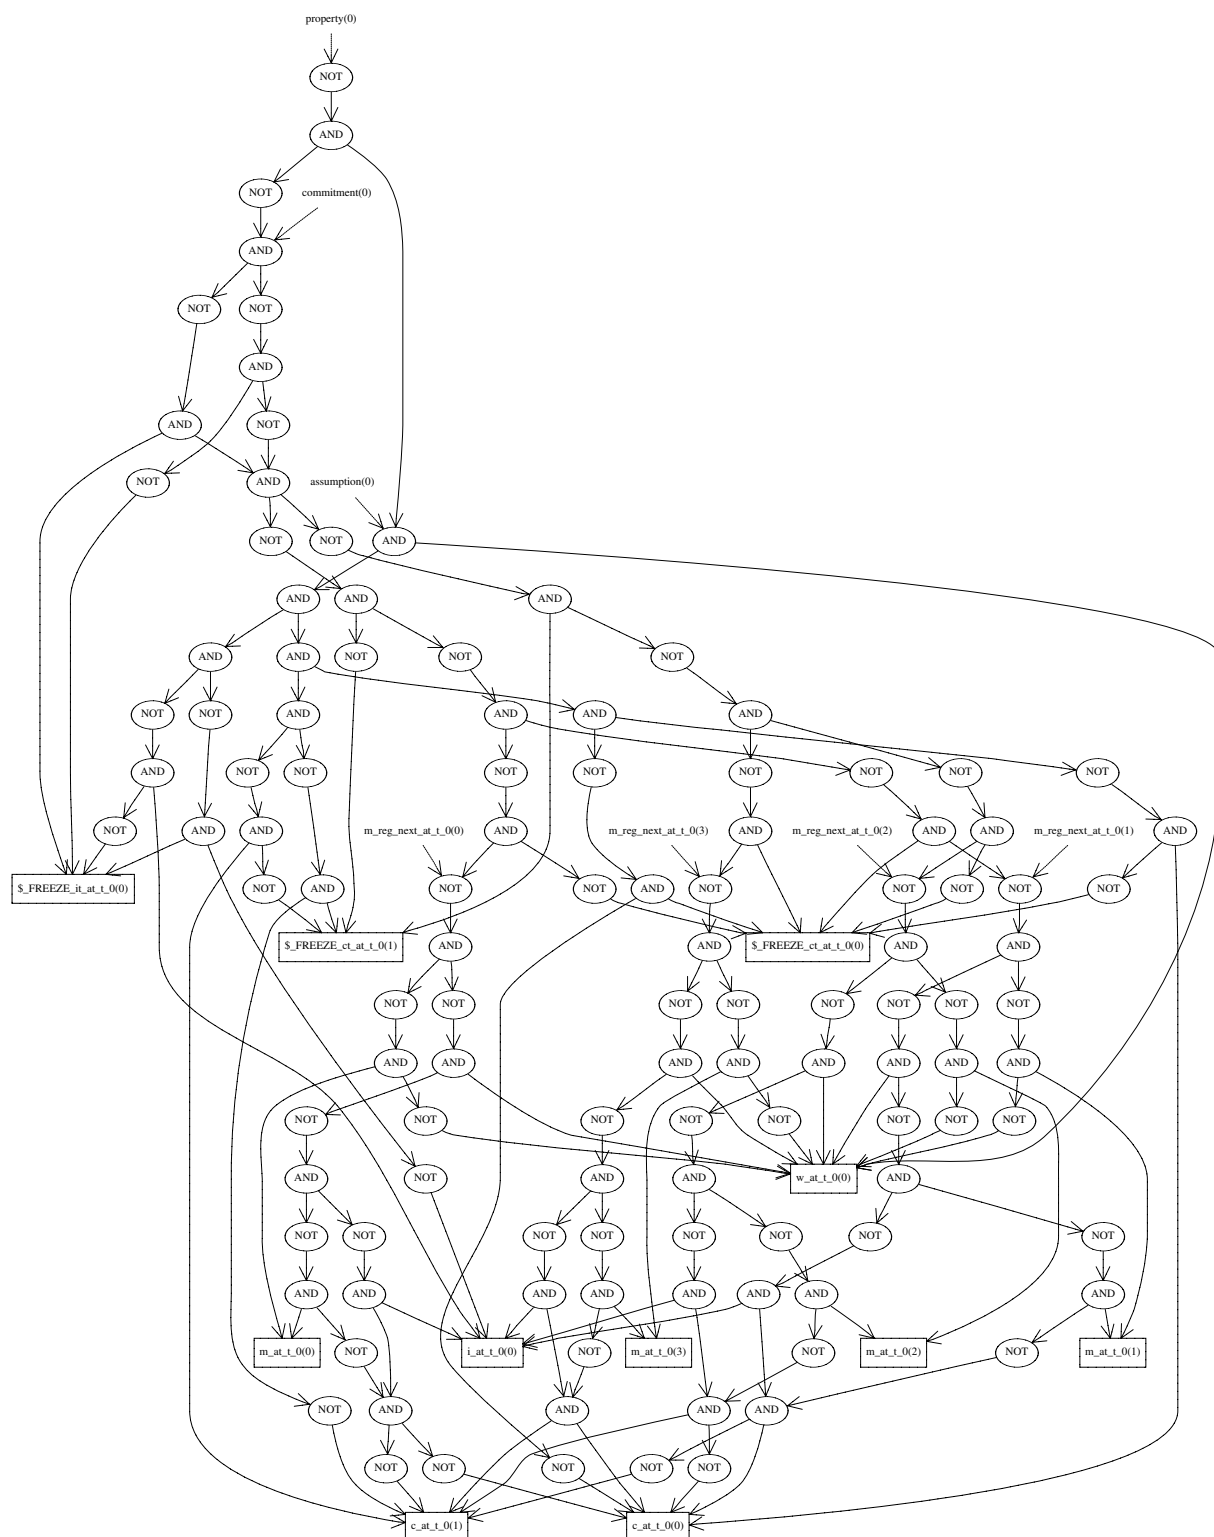 property(0)
NOT
AND
NOT
commitment(0)
AND
NOT
NOT
AND
AND
NOT
NOT
AND
assumption(0)
NOT
NOT
AND
AND
AND
AND
AND
AND
NOT
NOT
NOT
NOT
NOT
AND
AND
AND
AND
AND
NOT
NOT
NOT
NOT
NOT
NOT
NOT
NOT
NOT
AND
AND
AND
m_reg_next_at_t_0(0)
AND
m_reg_next_at_t_0(3)
AND
m_reg_next_at_t_0(2)
AND
AND
m_reg_next_at_t_0(1)
AND
$_FREEZE_it_at_t_0(0)
NOT
AND
NOT
NOT
AND
NOT
NOT
NOT
NOT
NOT
$_FREEZE_ct_at_t_0(1)
AND
AND
$_FREEZE_ct_at_t_0(0)
AND
AND
NOT
NOT
NOT
NOT
NOT
NOT
NOT
NOT
AND
AND
AND
AND
AND
AND
AND
AND
NOT
NOT
NOT
NOT
NOT
NOT
NOT
NOT
AND
NOT
AND
AND
w_at_t_0(0)
AND
NOT
NOT
NOT
NOT
NOT
NOT
NOT
NOT
AND
AND
AND
AND
AND
AND
AND
AND
m_at_t_0(0)
NOT
i_at_t_0(0)
NOT
m_at_t_0(3)
NOT
m_at_t_0(2)
NOT
m_at_t_0(1)
NOT
AND
AND
AND
AND
NOT
NOT
NOT
NOT
NOT
c_at_t_0(1)
c_at_t_0(0)